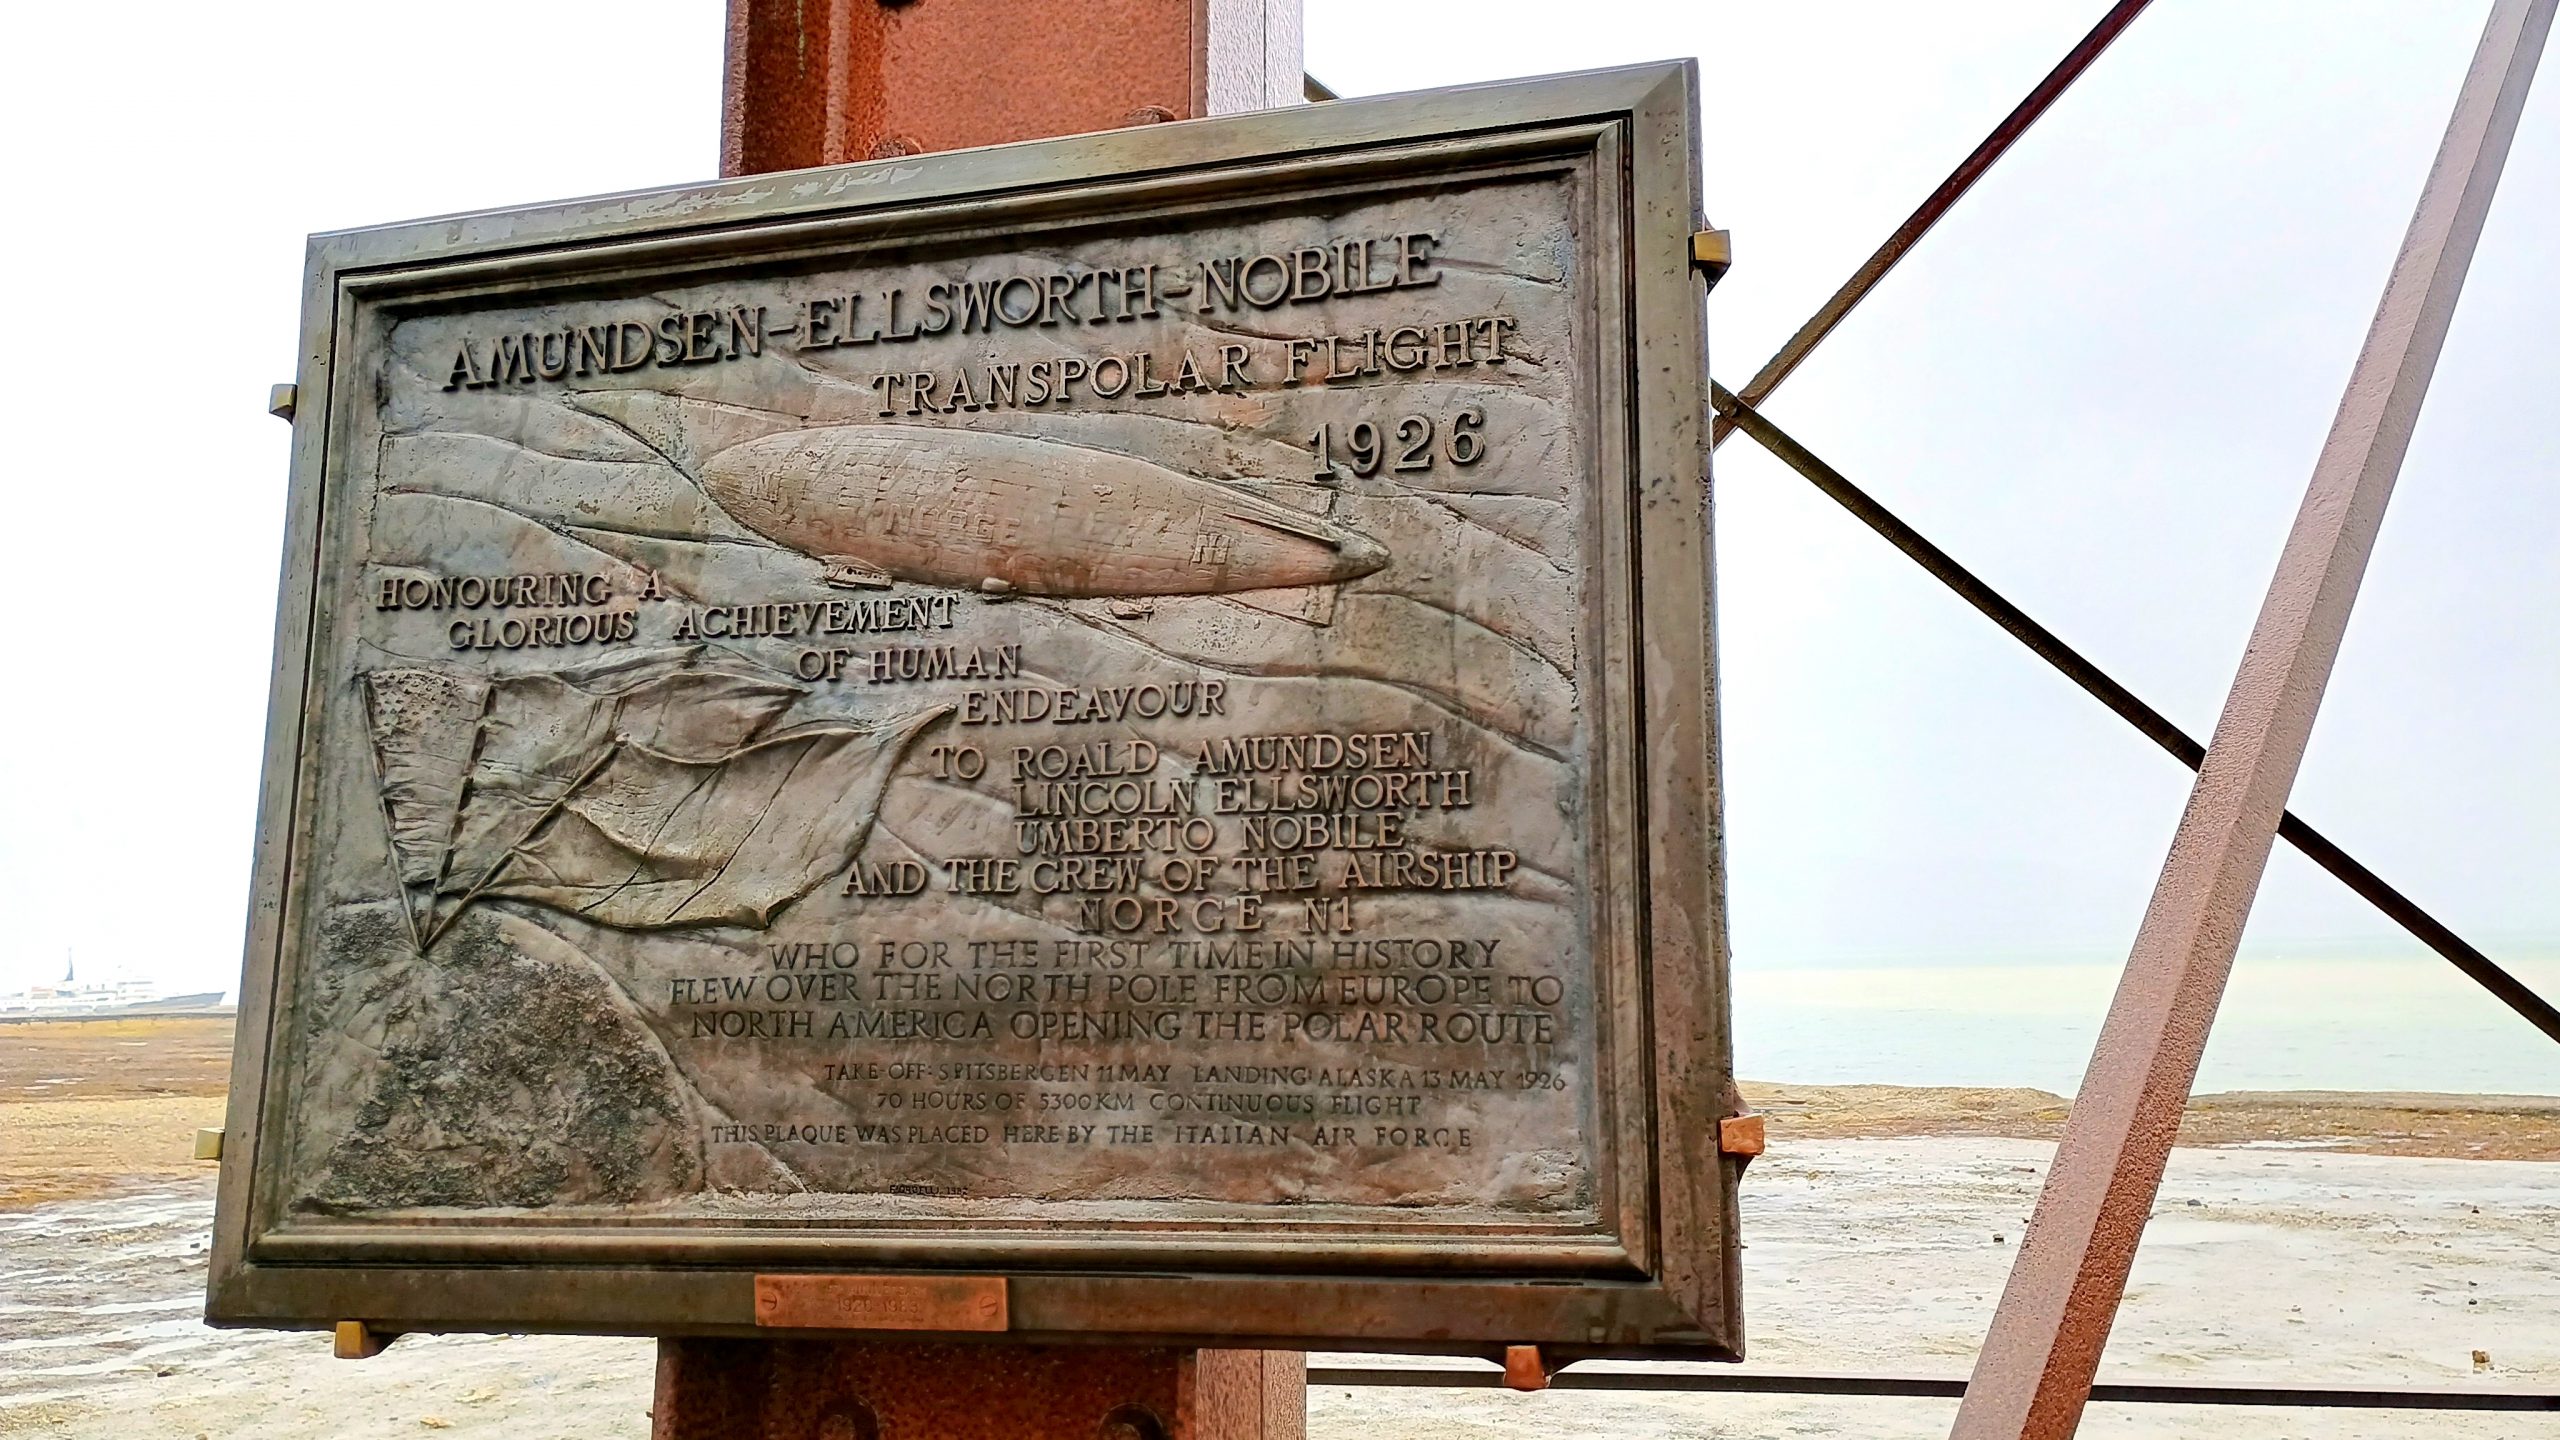 AMUNDSEN-ELLSWORTH-NOBILE
TRANSPOLAR FLIGHT
1926
NORGE
N1
HONOURING A
GLORIOUS ACHIEVEMENT
OF HUMAN
ENDEAVOUR
TO ROALD AMUNDSEN
LINCOLN ELLSWORTH
UMBERTO NOBILE
AND THE CREW OF THE AIRSHIP
NORGE N1
WHO FOR THE FIRST TIME IN HISTORY
FLEW OVER THE NORTH POLE FROM EUROPE TO
NORTH AMERICA OPENING THE POLAR ROUTE
TAKE-OFF: SPITSBERGEN 11 MAY LANDING: ALASKA 13 MAY 1926
70 HOURS OF 5300 KM CONTINUOUS FLIGHT
THIS PLAQUE WAS PLACED HERE BY THE ITALIAN AIR FORCE